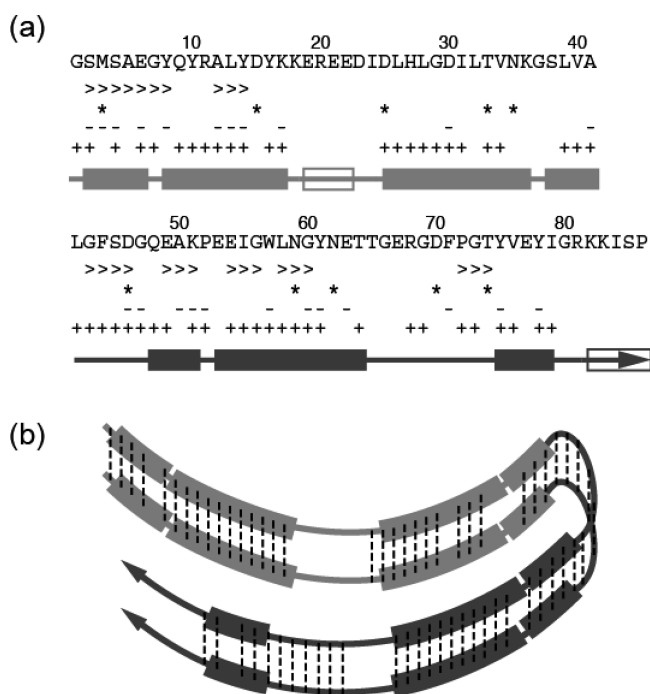 (a)
10 20 30 40
GSMSAEGYQYRALYDYKKEREEDIDLHLGDILTVNKGSLVA
50 60 70 80
LGFSDGQEAKPEEIGWLNGYNETTGERGDFPGTYVEYIGRKKISP
(b)